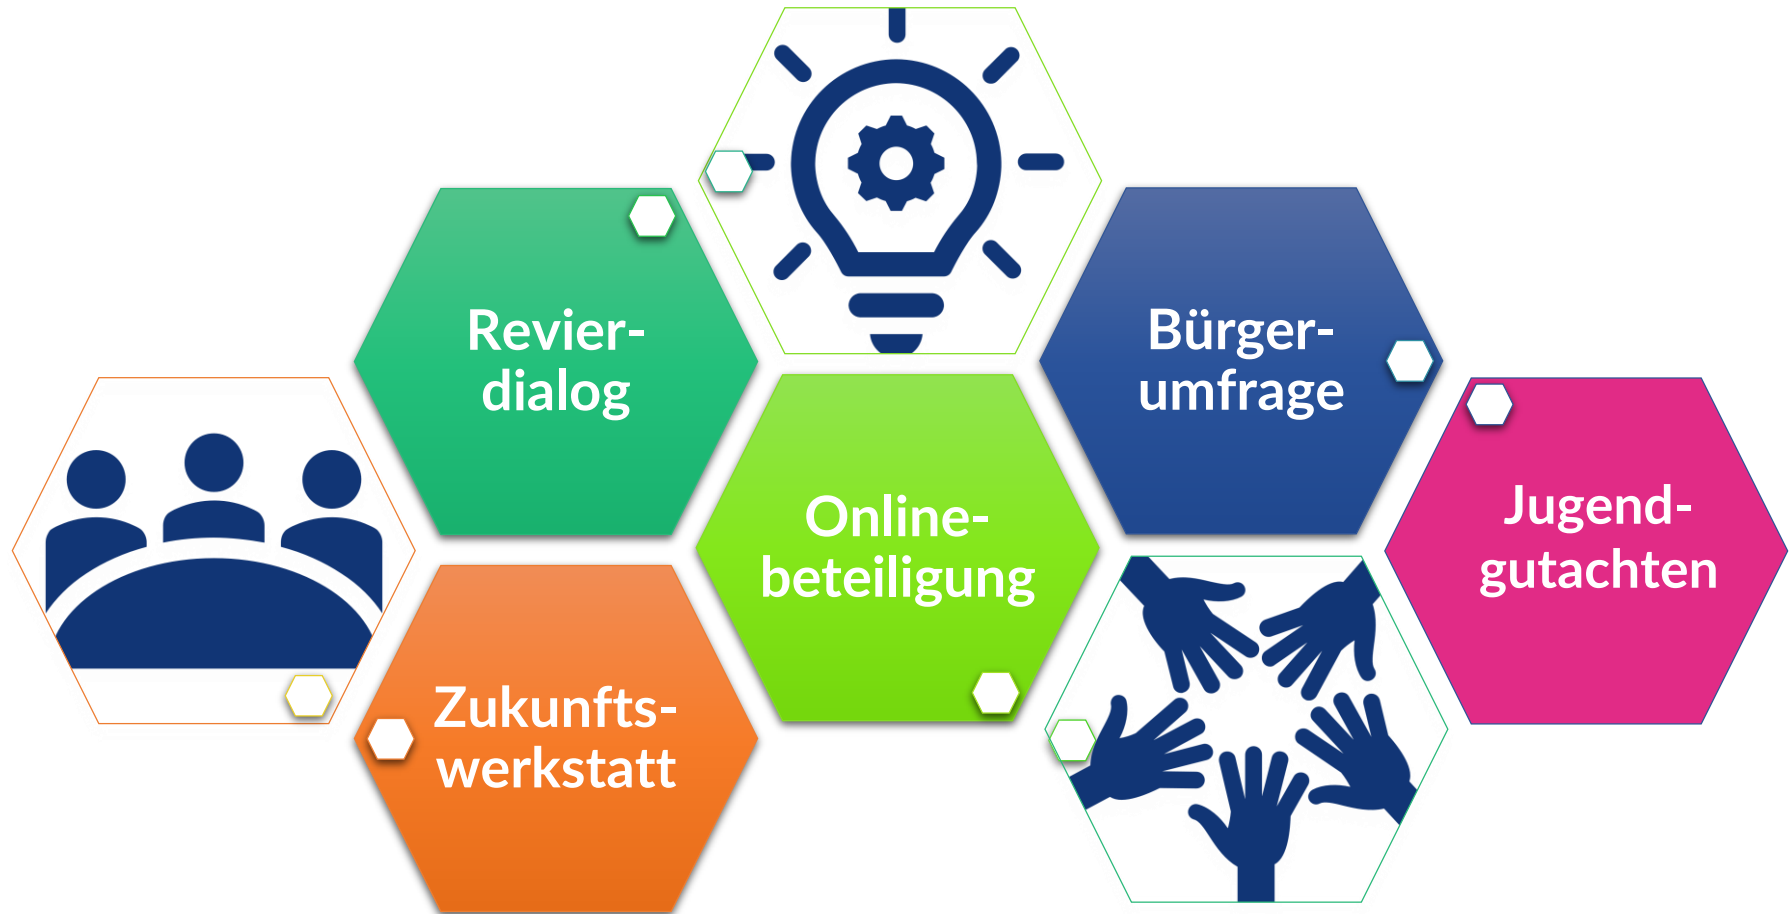 Revier-
dialog
Zukunfts-
werkstatt
Online-
beteiligung
Bürger-
umfrage
Jugend-
gutachten